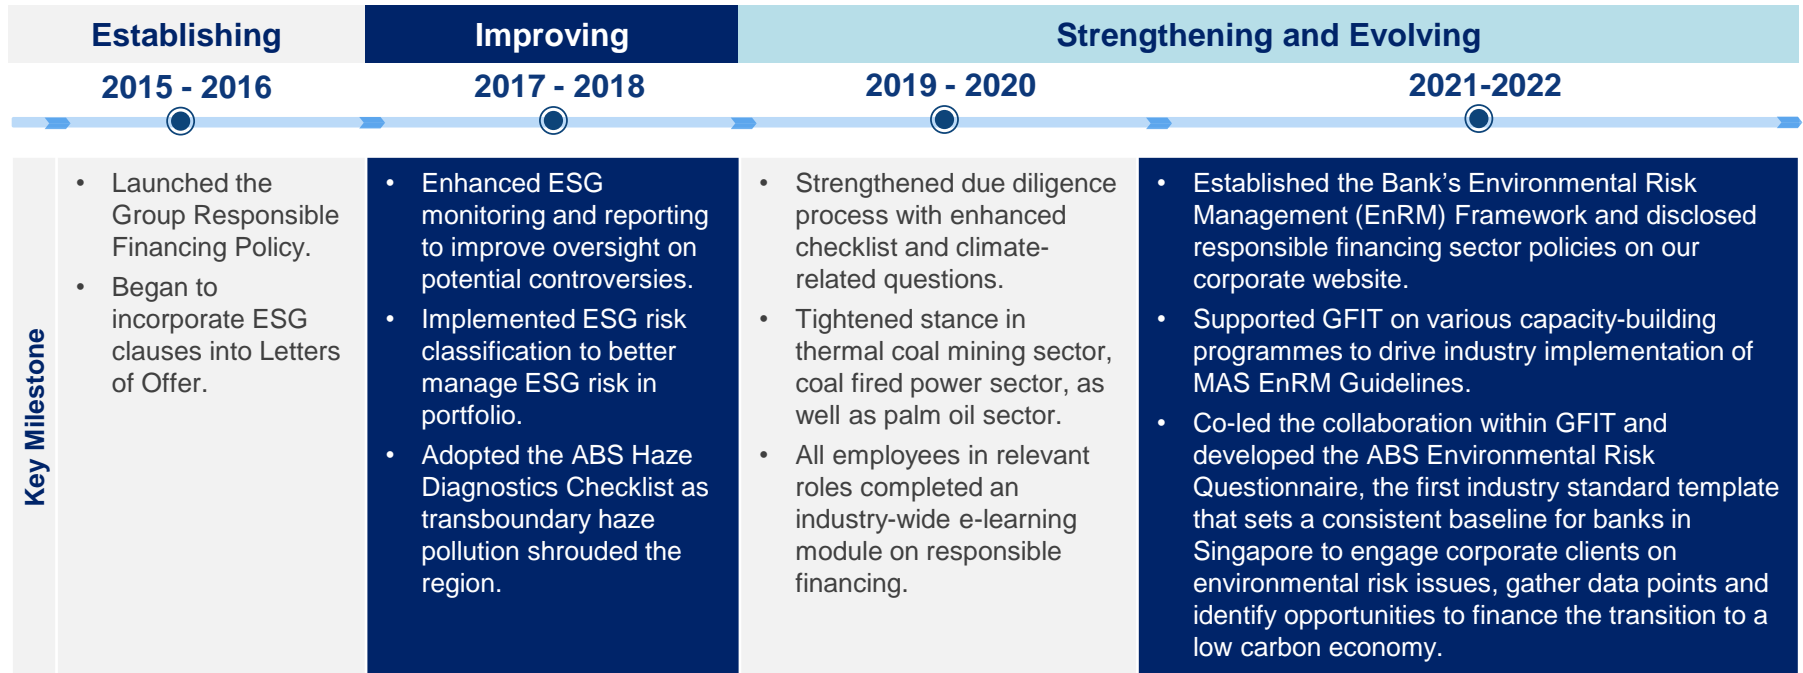 Establishing
Improving
Strengthening and Evolving
2015 - 2016
2017 - 2018
2019 - 2020
2021-2022
Key Milestone
• Launched the
Group Responsible
Financing Policy.
• Began to
incorporate ESG
clauses into Letters
of Offer.
• Enhanced ESG
monitoring and reporting
to improve oversight on
potential controversies.
• Implemented ESG risk
classification to better
manage ESG risk in
portfolio.
• Adopted the ABS Haze
Diagnostics Checklist as
transboundary haze
pollution shrouded the
region.
• Strengthened due diligence
process with enhanced
checklist and climate-
related questions.
• Tightened stance in
thermal coal mining sector,
coal fired power sector, as
well as palm oil sector.
• All employees in relevant
roles completed an
industry-wide e-learning
module on responsible
financing.
• Established the Bank’s Environmental Risk
Management (EnRM) Framework and disclosed
responsible financing sector policies on our
corporate website.
• Supported GFIT on various capacity-building
programmes to drive industry implementation of
MAS EnRM Guidelines.
• Co-led the collaboration within GFIT and
developed the ABS Environmental Risk
Questionnaire, the first industry standard template
that sets a consistent baseline for banks in
Singapore to engage corporate clients on
environmental risk issues, gather data points and
identify opportunities to finance the transition to a
low carbon economy.